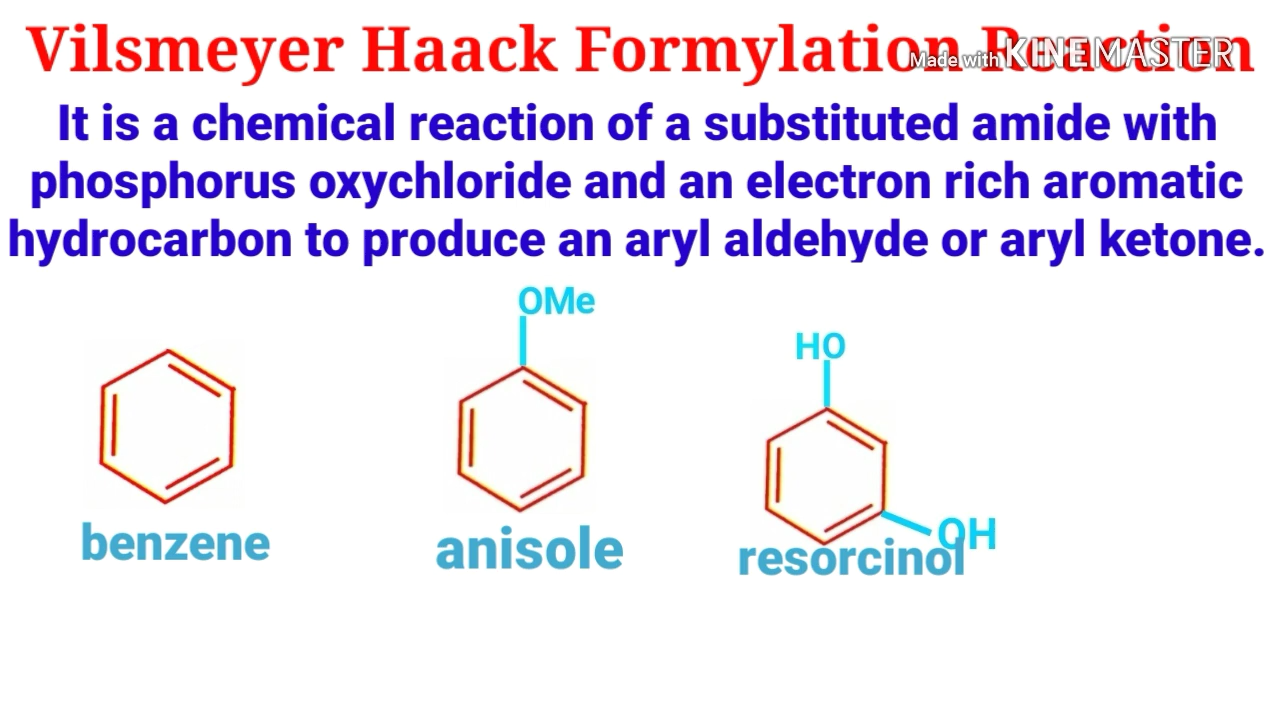 Vilsmeyer Haack Formylation Reaction
Made with KINEMASTER
It is a chemical reaction of a substituted amide with
phosphorus oxychloride and an electron rich aromatic
hydrocarbon to produce an aryl aldehyde or aryl ketone.
OMe
HO
OH
benzene
anisole
resorcinol